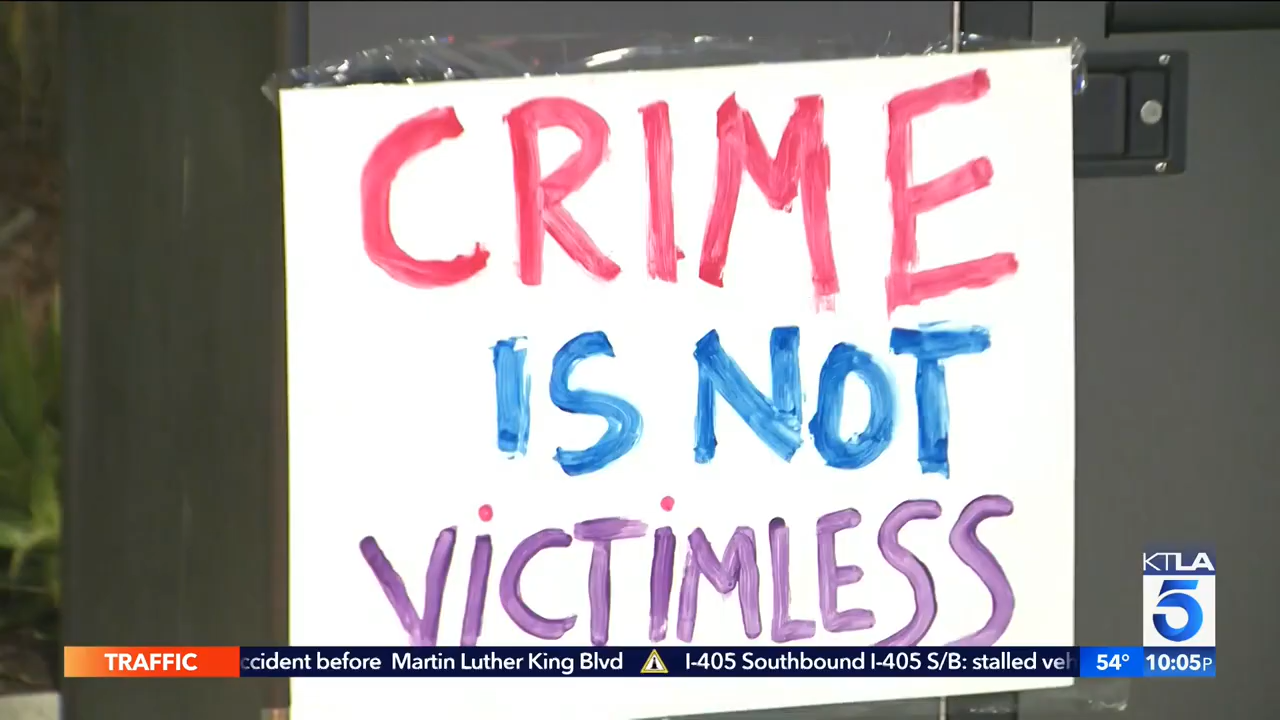 CRIME
IS NOT
VICTIMLESS
KTLA
5
TRAFFIC
ccident before Martin Luther King Blvd
I-405 Southbound I-405 S/B: stalled veh
54° 10:05P